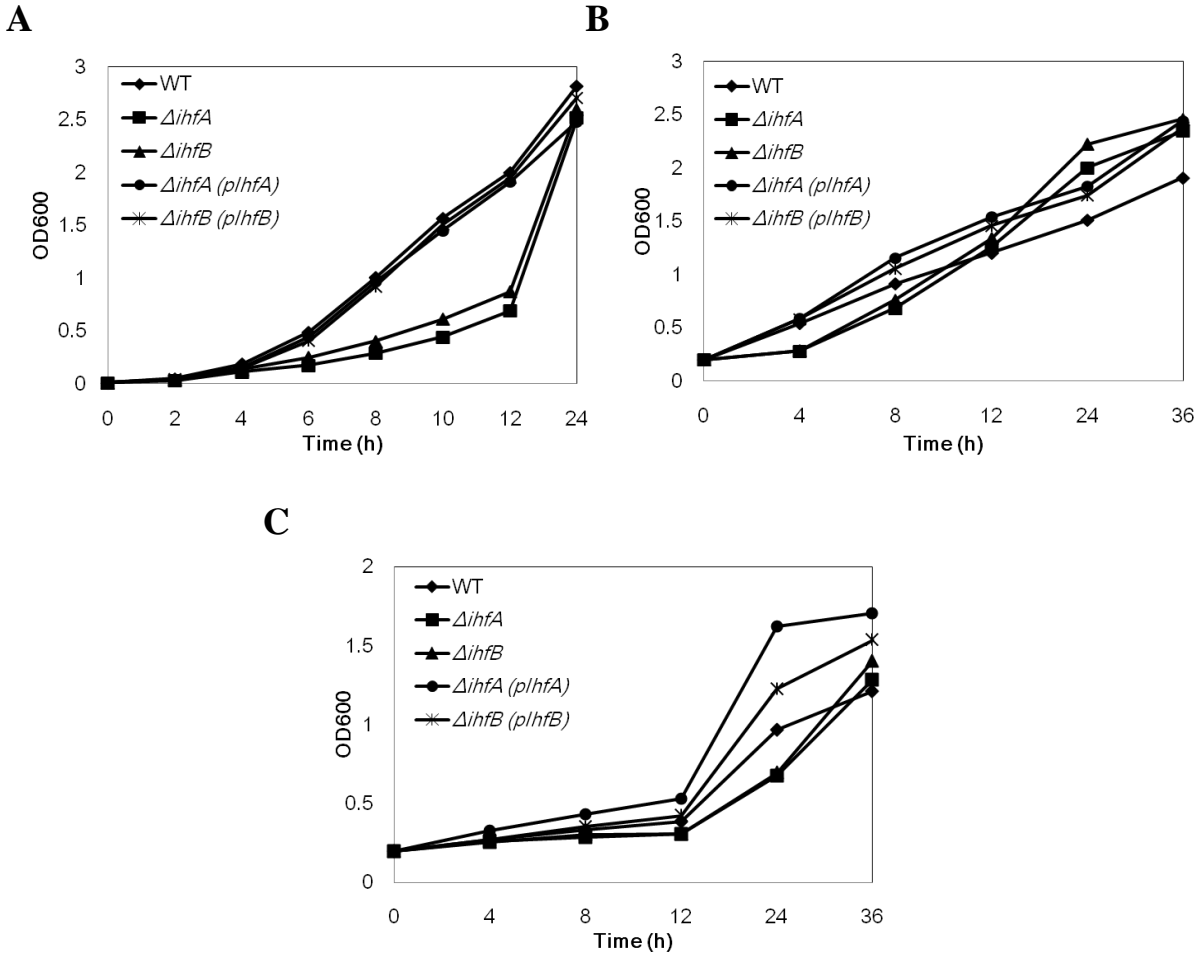 A
3
2.5
2
1.5
1
0.5
0
OD600
WT
ΔihfA
ΔihfB
ΔihfA (pIhfA)
ΔihfB (pIhfB)
0 2 4 6 8 10 12 24
Time (h)
B
3
2.5
2
1.5
1
0.5
0
OD600
WT
ΔihfA
ΔihfB
ΔihfA (pIhfA)
ΔihfB (pIhfB)
0 4 8 12 24 36
Time (h)
C
2
1.5
1
0.5
0
OD600
WT
ΔihfA
ΔihfB
ΔihfA (pIhfA)
ΔihfB (pIhfB)
0 4 8 12 24 36
Time (h)